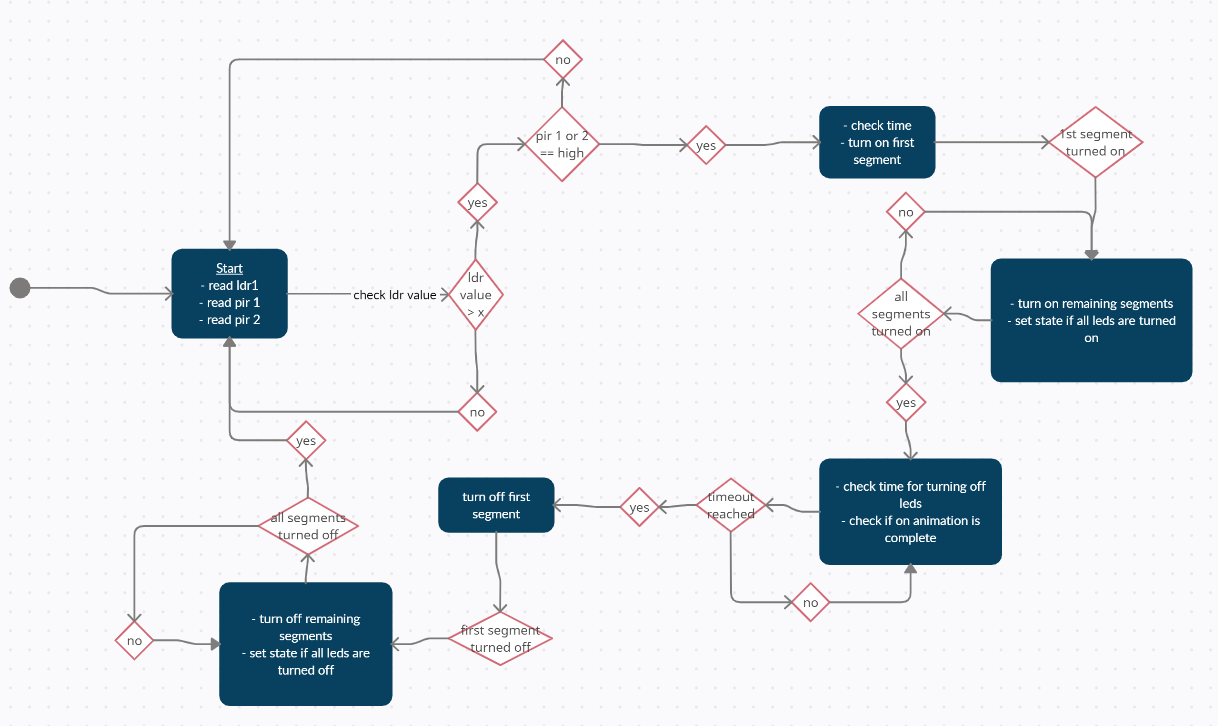 no
pir 1 or 2
== high
yes
- check time
- turn on first
segment
1st segment
turned on
yes
no
Start
- read ldr1
- read pir 1
- read pir 2
check ldr value
ldr
value
> x
all
segments
turned on
- turn on remaining segments
- set state if all leds are turned
on
no
yes
yes
- check time for turning off
leds
- check if on animation is
complete
timeout
reached
yes
turn off first
segment
no
all segments
turned off
no
- turn off remaining
segments
- set state if all leds are
turned off
first segment
turned off